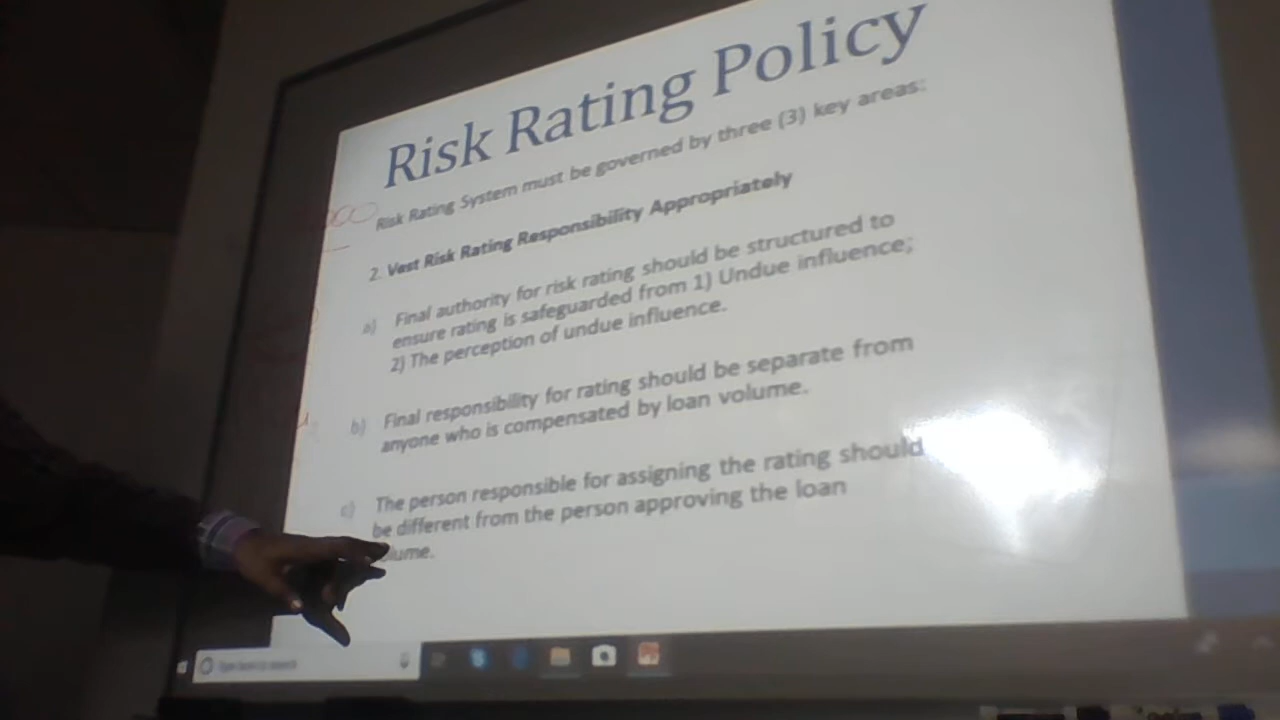 Risk Rating Policy
Risk Rating System must be governed by three (3) key areas:
2. Vest Risk Rating Responsibility Appropriately
a) Final authority for risk rating should be structured to
ensure rating is safeguarded from 1) Undue influence;
2) The perception of undue influence.
b) Final responsibility for rating should be separate from
anyone who is compensated by loan volume.
c) The person responsible for assigning the rating should
be different from the person approving the loan
lume.